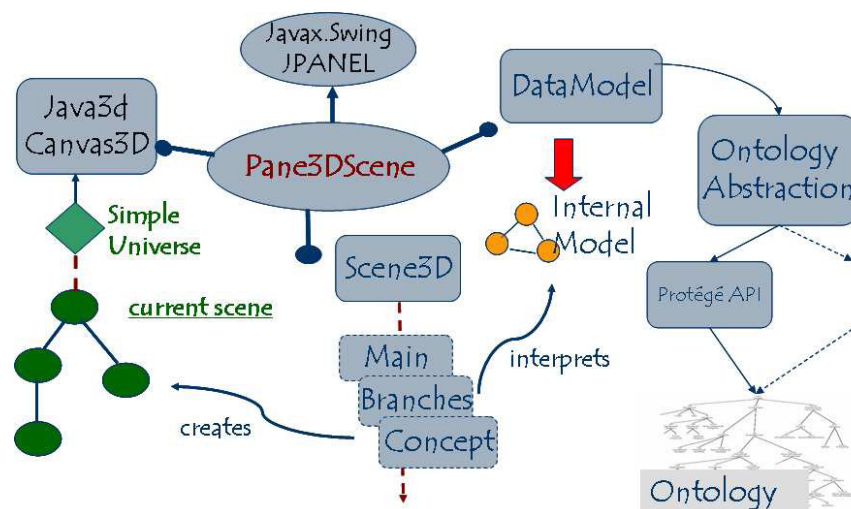 Javax.Swing
JPANEL
Java3d
Canvas3D
DataModel
Pane3DScene
Ontology
Abstraction
Simple
Universe
Internal
Model
Scene3D
Protégé API
current scene
Main
interprets
Branches
creates
Concept
Ontology